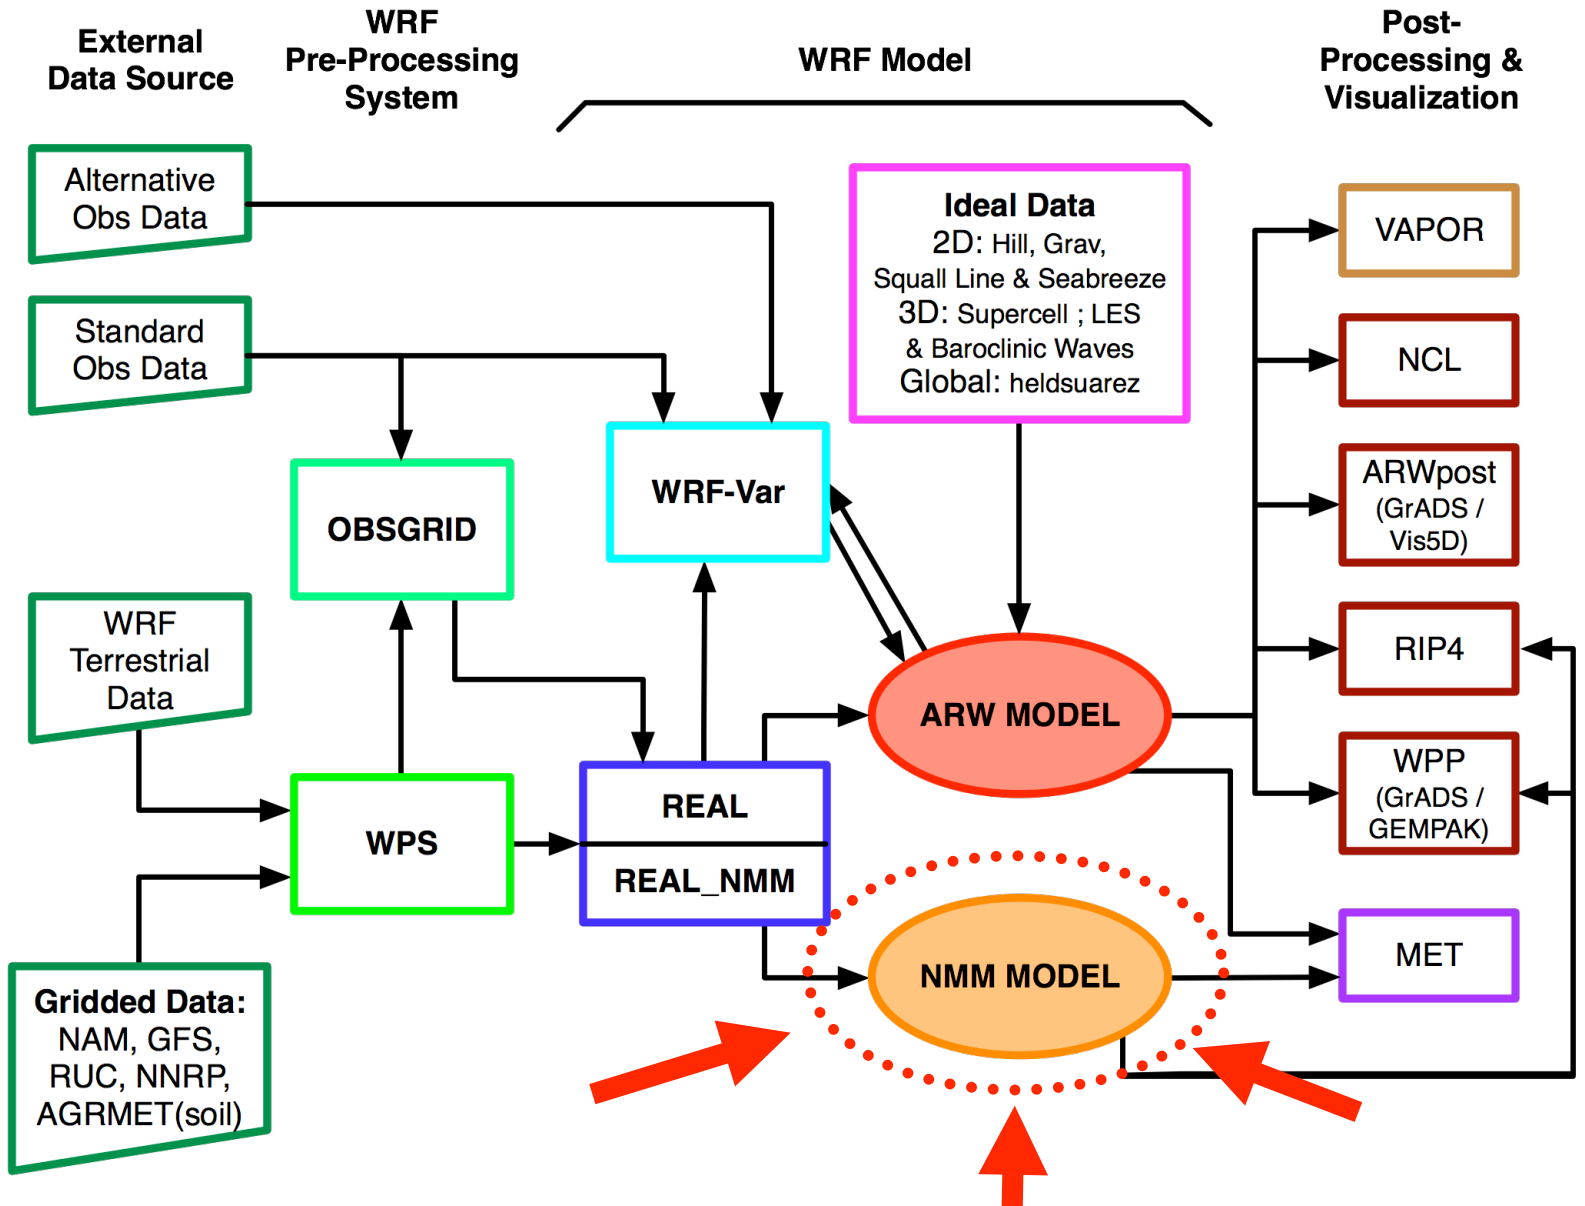 External
Data Source
WRF
Pre-Processing
System
WRF Model
Post-
Processing &
Visualization
Alternative
Obs Data
Standard
Obs Data
WRF
Terrestrial
Data
Gridded Data:
NAM, GFS,
RUC, NNRP,
AGRMET(soil)
OBSGRID
WPS
WRF-Var
REAL
REAL_NMM
Ideal Data
2D: Hill, Grav,
Squall Line & Seabreeze
3D: Supercell ; LES
& Baroclinic Waves
Global: heldsuarez
ARW MODEL
NMM MODEL
VAPOR
NCL
ARWpost
(GrADS /
Vis5D)
RIP4
WPP
(GrADS /
GEMPAK)
MET